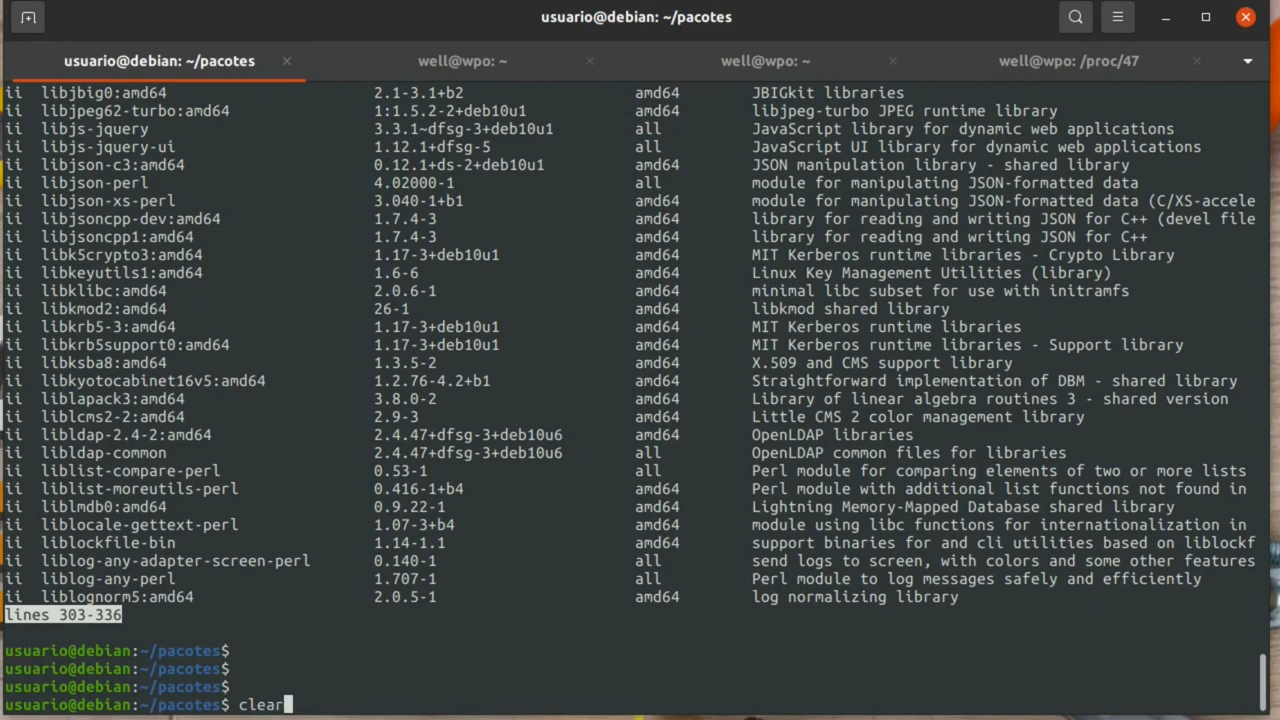 usuario@debian: ~/pacotes
usuario@debian: ~/pacotes × well@wpo: ~ × well@wpo: ~ × well@wpo: /proc/47 ×
ii libjbig0:amd64 2.1-3.1+b2 amd64 JBIGkit libraries
ii libjpeg62-turbo:amd64 1:1.5.2-2+deb10u1 amd64 libjpeg-turbo JPEG runtime library
ii libjs-jquery 3.3.1~dfsg-3+deb10u1 all JavaScript library for dynamic web applications
ii libjs-jquery-ui 1.12.1+dfsg-5 all JavaScript UI library for dynamic web applications
ii libjson-c3:amd64 0.12.1+ds-2+deb10u1 amd64 JSON manipulation library - shared library
ii libjson-perl 4.02000-1 all module for manipulating JSON-formatted data
ii libjson-xs-perl 3.040-1+b1 amd64 module for manipulating JSON-formatted data (C/XS-accele
ii libjsoncpp-dev:amd64 1.7.4-3 amd64 library for reading and writing JSON for C++ (devel file
ii libjsoncpp1:amd64 1.7.4-3 amd64 library for reading and writing JSON for C++
ii libk5crypto3:amd64 1.17-3+deb10u1 amd64 MIT Kerberos runtime libraries - Crypto Library
ii libkeyutils1:amd64 1.6-6 amd64 Linux Key Management Utilities (library)
ii libklibc:amd64 2.0.6-1 amd64 minimal libc subset for use with initramfs
ii libkmod2:amd64 26-1 amd64 libkmod shared library
ii libkrb5-3:amd64 1.17-3+deb10u1 amd64 MIT Kerberos runtime libraries
ii libkrb5support0:amd64 1.17-3+deb10u1 amd64 MIT Kerberos runtime libraries - Support library
ii libksba8:amd64 1.3.5-2 amd64 X.509 and CMS support library
ii libkyotocabinet16v5:amd64 1.2.76-4.2+b1 amd64 Straightforward implementation of DBM - shared library
ii liblapack3:amd64 3.8.0-2 amd64 Library of linear algebra routines 3 - shared version
ii liblcms2-2:amd64 2.9-3 amd64 Little CMS 2 color management library
ii libldap-2.4-2:amd64 2.4.47+dfsg-3+deb10u6 amd64 OpenLDAP libraries
ii libldap-common 2.4.47+dfsg-3+deb10u6 all OpenLDAP common files for libraries
ii liblist-compare-perl 0.53-1 all Perl module for comparing elements of two or more lists
ii liblist-moreutils-perl 0.416-1+b4 amd64 Perl module with additional list functions not found in
ii liblmdb0:amd64 0.9.22-1 amd64 Lightning Memory-Mapped Database shared library
ii liblocale-gettext-perl 1.07-3+b4 amd64 module using libc functions for internationalization in
ii liblockfile-bin 1.14-1.1 amd64 support binaries for and cli utilities based on liblockf
ii liblog-any-adapter-screen-perl 0.140-1 all send logs to screen, with colors and some other features
ii liblog-any-perl 1.707-1 all Perl module to log messages safely and efficiently
ii liblognorm5:amd64 2.0.5-1 amd64 log normalizing library
lines 303-336
usuario@debian:~/pacotes$
usuario@debian:~/pacotes$
usuario@debian:~/pacotes$
usuario@debian:~/pacotes$ clear